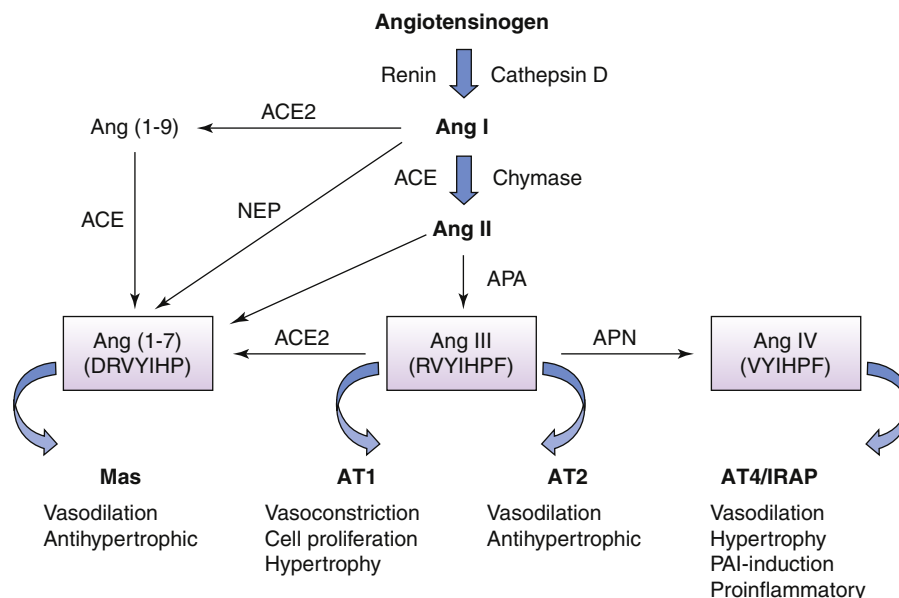 Angiotensinogen
Renin Cathepsin D
Ang (1-9) ACE2 Ang I
ACE Chymase
ACE NEP
Ang II
APA
Ang (1-7)
(DRVYIHP)
ACE2
Ang III
(RVYIHPF)
APN
Ang IV
(VYIHPF)
Mas
Vasodilation
Antihypertrophic
AT1
Vasoconstriction
Cell proliferation
Hypertrophy
AT2
Vasodilation
Antihypertrophic
AT4/IRAP
Vasodilation
Hypertrophy
PAI-induction
Proinflammatory